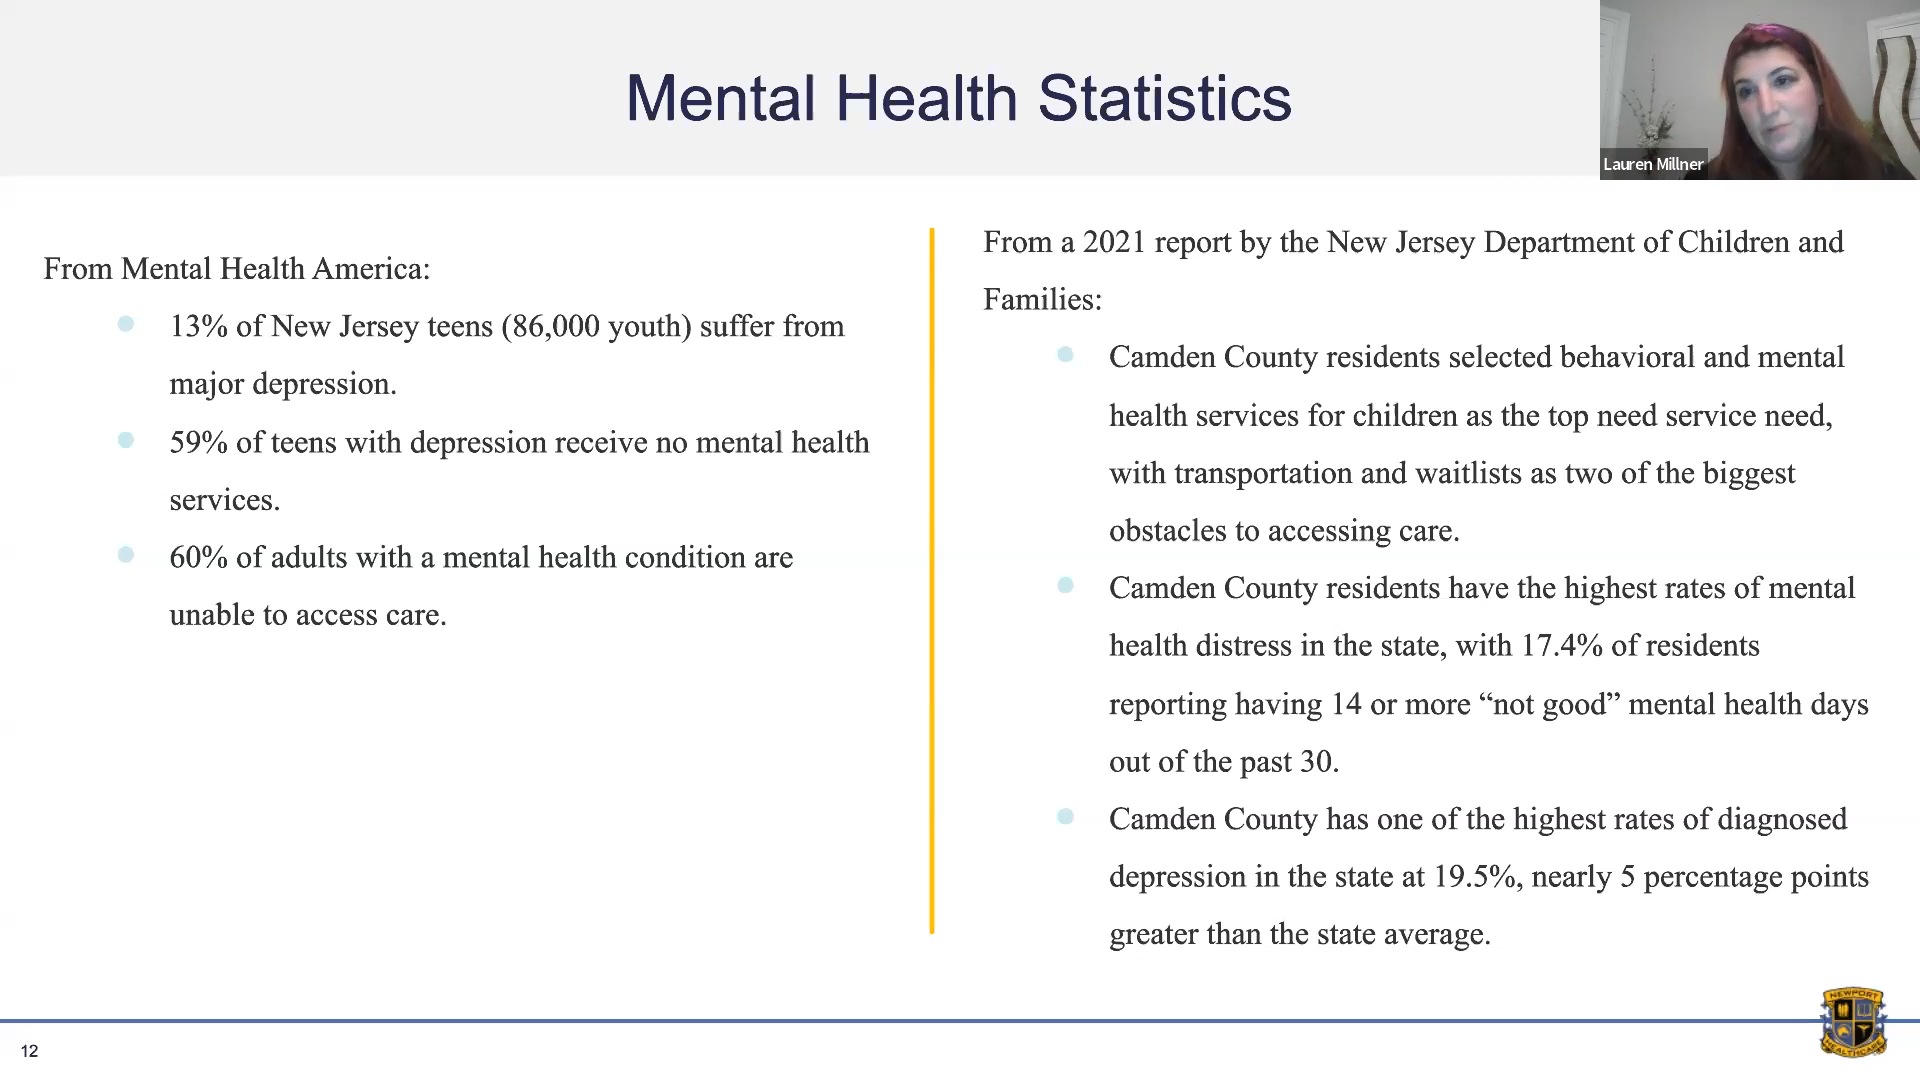 Mental Health Statistics
Lauren Millner
From Mental Health America:
13% of New Jersey teens (86,000 youth) suffer from
major depression.
59% of teens with depression receive no mental health
services.
60% of adults with a mental health condition are
unable to access care.
From a 2021 report by the New Jersey Department of Children and
Families:
Camden County residents selected behavioral and mental
health services for children as the top need service need,
with transportation and waitlists as two of the biggest
obstacles to accessing care.
Camden County residents have the highest rates of mental
health distress in the state, with 17.4% of residents
reporting having 14 or more “not good” mental health days
out of the past 30.
Camden County has one of the highest rates of diagnosed
depression in the state at 19.5%, nearly 5 percentage points
greater than the state average.
NEWPORT
HEALTHCARE
12